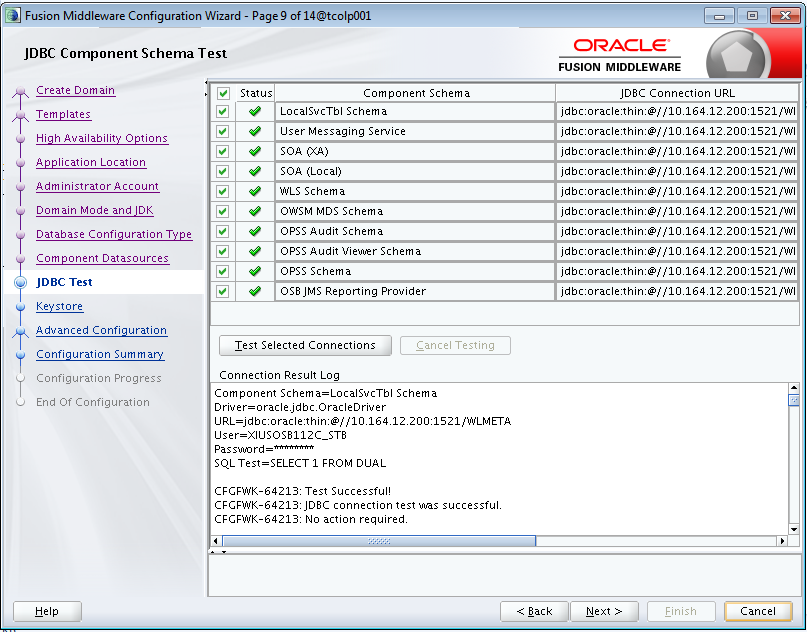 Fusion Middleware Configuration Wizard - Page 9 of 14@tcolp001
JDBC Component Schema Test
ORACLE
FUSION MIDDLEWARE
Create Domain
Templates
High Availability Options
Application Location
Administrator Account
Domain Mode and JDK
Database Configuration Type
Component Datasources
JDBC Test
Keystore
Advanced Configuration
Configuration Summary
Configuration Progress
End Of Configuration
Status Component Schema JDBC Connection URL
LocalSvcTbl Schema jdbc:oracle:thin:@//10.164.12.200:1521/WI
User Messaging Service jdbc:oracle:thin:@//10.164.12.200:1521/WI
SOA (XA) jdbc:oracle:thin:@//10.164.12.200:1521/WI
SOA (Local) jdbc:oracle:thin:@//10.164.12.200:1521/WI
WLS Schema jdbc:oracle:thin:@//10.164.12.200:1521/WI
OWSM MDS Schema jdbc:oracle:thin:@//10.164.12.200:1521/WI
OPSS Audit Schema jdbc:oracle:thin:@//10.164.12.200:1521/WI
OPSS Audit Viewer Schema jdbc:oracle:thin:@//10.164.12.200:1521/WI
OPSS Schema jdbc:oracle:thin:@//10.164.12.200:1521/WI
OSB JMS Reporting Provider jdbc:oracle:thin:@//10.164.12.200:1521/WI
Test Selected Connections Cancel Testing
Connection Result Log
Component Schema=LocalSvcTbl Schema
Driver=oracle.jdbc.OracleDriver
URL=jdbc:oracle:thin:@//10.164.12.200:1521/WLMETA
User=XIUSOSB112C_STB
Password=********
SQL Test=SELECT 1 FROM DUAL
CFGFWK-64213: Test Successful!
CFGFWK-64213: JDBC connection test was successful.
CFGFWK-64213: No action required.
Help < Back Next > Finish Cancel